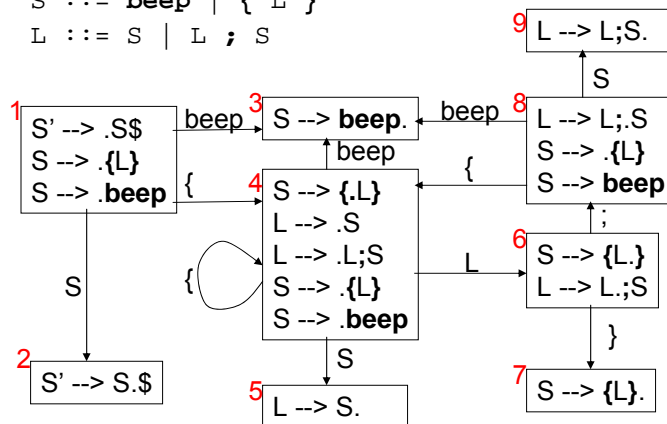 S ::= beep | { L }
L ::= S | L ; S
1
S' --> .S$
S --> .{L}
S --> .beep
beep
{
S
2
S' --> S.$
3
S --> beep.
beep
4
S --> {.L}
L --> .S
L --> .L;S
S --> .{L}
S --> .beep
{
S
5
L --> S.
L
beep
{
6
S --> {L.}
L --> L.;S
;
}
7
S --> {L}.
8
L --> L;.S
S --> .{L}
S --> beep
S
9
L --> L;S.